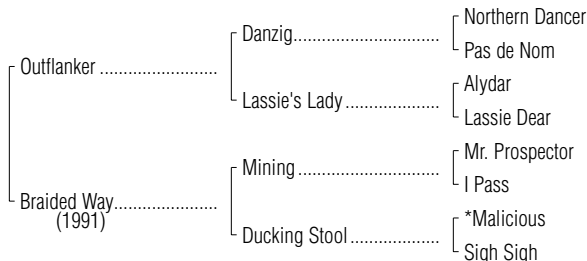 Northern Dancer
Danzig
Pas de Nom
Outflanker
Alydar
Lassie's Lady
Lassie Dear
Mr. Prospector
Mining
I Pass
Braided Way
(1991)
*Malicious
Ducking Stool
Sigh Sigh